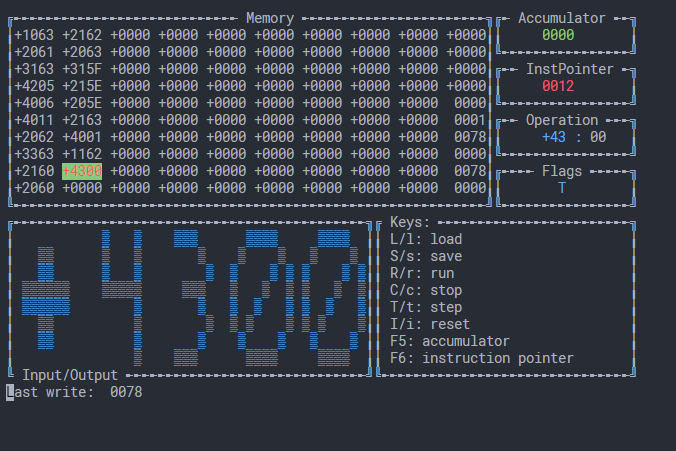 Memory
+1063 +2162 +0000 +0000 +0000 +0000 +0000 +0000 +0000 +0000
+2061 +2063 +0000 +0000 +0000 +0000 +0000 +0000 +0000 +0000
+3163 +315F +0000 +0000 +0000 +0000 +0000 +0000 +0000 +0000
+4205 +215E +0000 +0000 +0000 +0000 +0000 +0000 +0000 +0000
+4006 +205E +0000 +0000 +0000 +0000 +0000 +0000 +0000 0000
+4011 +2163 +0000 +0000 +0000 +0000 +0000 +0000 +0000 0001
+2062 +4001 +0000 +0000 +0000 +0000 +0000 +0000 +0000 0078
+3363 +1162 +0000 +0000 +0000 +0000 +0000 +0000 +0000 +0000
+2160 +4300 +0000 +0000 +0000 +0000 +0000 +0000 +0000 0078
+2060 +0000 +0000 +0000 +0000 +0000 +0000 +0000 +0000 0000
Accumulator
0000
InstPointer
0012
Operation
+43 : 00
Flags
T
+4300
Input/Output
Keys:
L/l: load
S/s: save
R/r: run
C/c: stop
T/t: step
I/i: reset
F5: accumulator
F6: instruction pointer
Last write: 0078